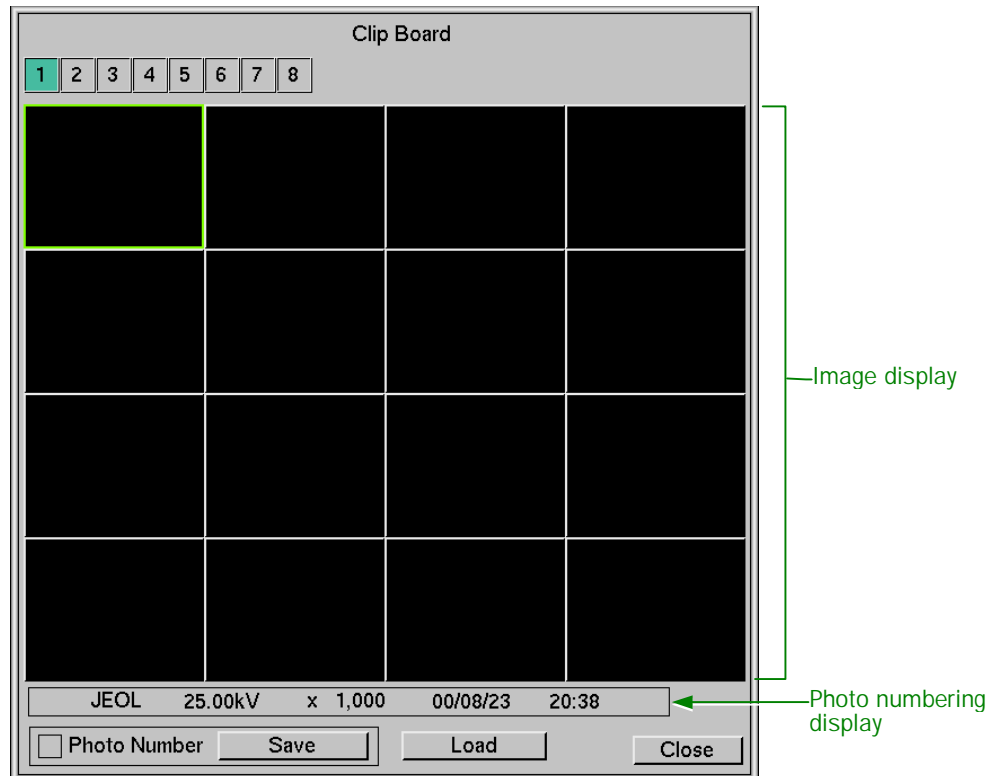 Clip Board
1 2 3 4 5 6 7 8
Image display
JEOL 25.00kV x 1,000 00/08/23 20:38
Photo numbering
display
Photo Number Save Load Close